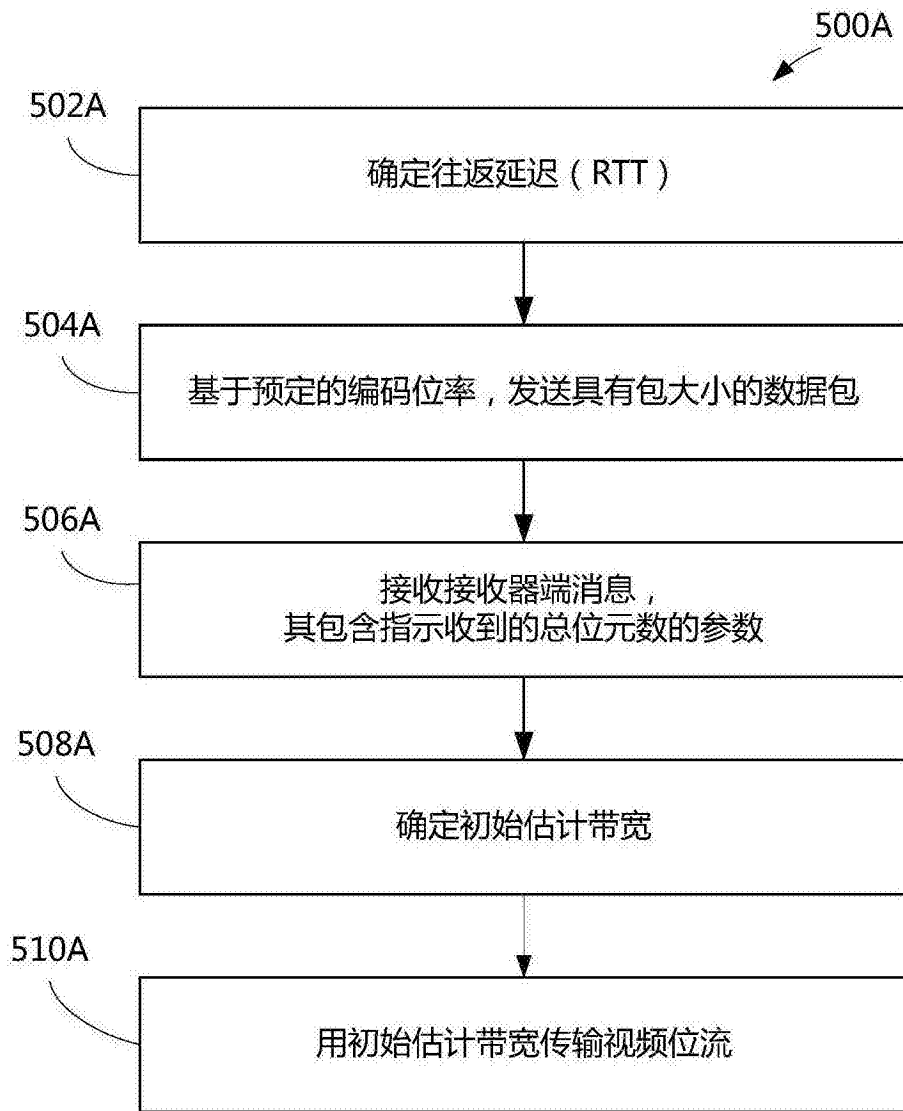 500A
502A
确定往返延迟（RTT）
504A
基于预定的编码位率，发送具有包大小的数据包
506A
接收接收器端消息，
其包含指示收到的总位元数的参数
508A
确定初始估计带宽
510A
用初始估计带宽传输视频位流